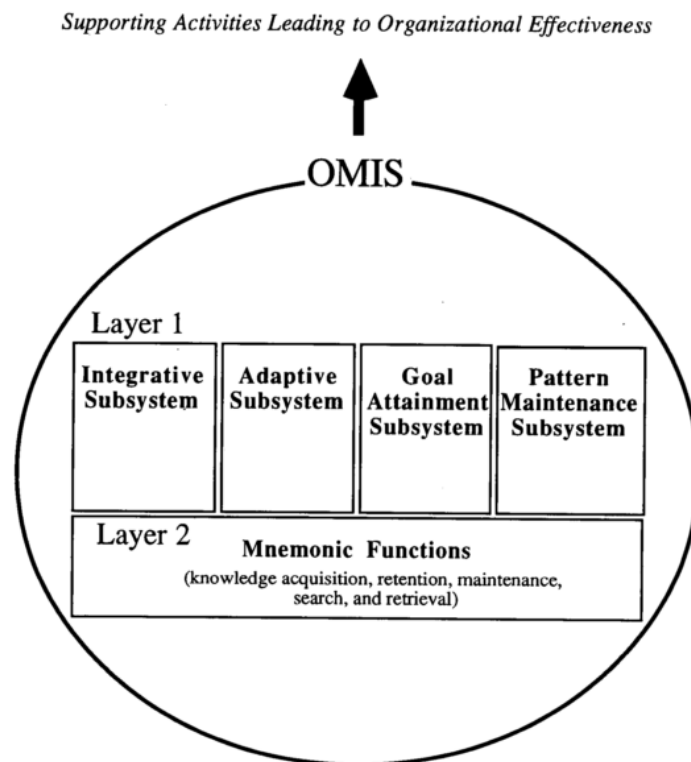 Supporting Activities Leading to Organizational Effectiveness
OMIS
Layer 1
Integrative
Subsystem
Adaptive
Subsystem
Goal
Attainment
Subsystem
Pattern
Maintenance
Subsystem
Layer 2
Mnemonic Functions
(knowledge acquisition, retention, maintenance,
search, and retrieval)